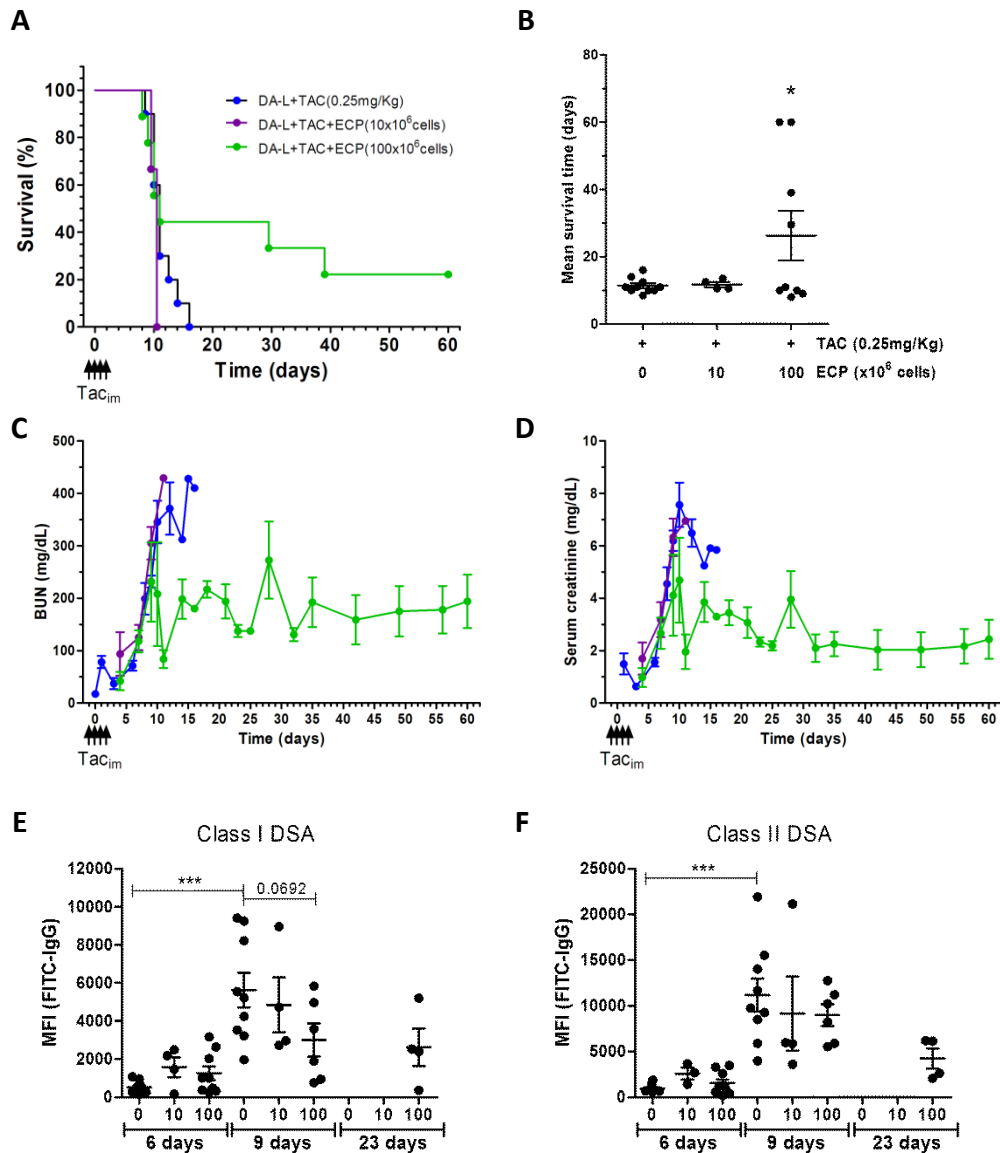 A
B
Survival (%)
100
80
60
40
20
0
DA-L+TAC(0.25mg/Kg)
DA-L+TAC+ECP(10x10⁶cells)
DA-L+TAC+ECP(100x10⁶cells)
0 10 20 30 40 50 60
Time (days)
Tacim
Mean survival time (days)
80
60
40
20
0
*
+ + + TAC (0.25mg/Kg)
0 10 100 ECP (x10⁶ cells)
C
D
BUN (mg/dL)
500
400
300
200
100
0
0 5 10 15 20 25 30 35 40 45 50 55 60
Time (days)
Tacim
Serum creatinine (mg/dL)
10
8
6
4
2
0
0 5 10 15 20 25 30 35 40 45 50 55 60
Time (days)
Tacim
E
F
Class I DSA
MFI (FITC-IgG)
12000
10000
8000
6000
4000
2000
0
***
0.0692
0 10 100 0 10 100 0 10 100
6 days 9 days 23 days
Class II DSA
MFI (FITC-IgG)
25000
20000
15000
10000
5000
0
***
0 10 100 0 10 100 0 10 100
6 days 9 days 23 days